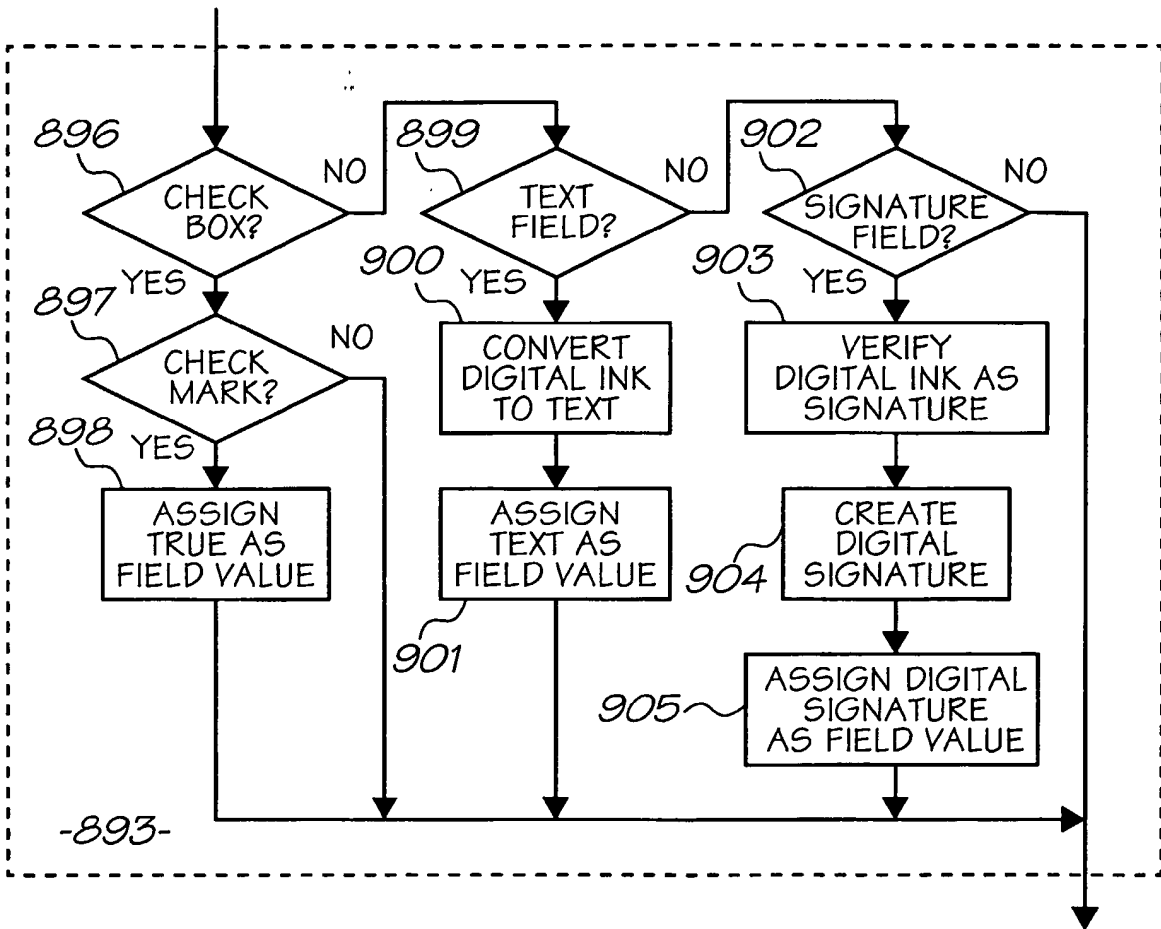 896
CHECK
BOX?
NO
YES
899
TEXT
FIELD?
NO
YES
902
SIGNATURE
FIELD?
NO
YES
897
CHECK
MARK?
NO
YES
900
CONVERT
DIGITAL INK
TO TEXT
903
VERIFY
DIGITAL INK AS
SIGNATURE
898
ASSIGN
TRUE AS
FIELD VALUE
ASSIGN
TEXT AS
FIELD VALUE
901
CREATE
DIGITAL
SIGNATURE
904
ASSIGN DIGITAL
SIGNATURE
AS FIELD VALUE
905
-893-